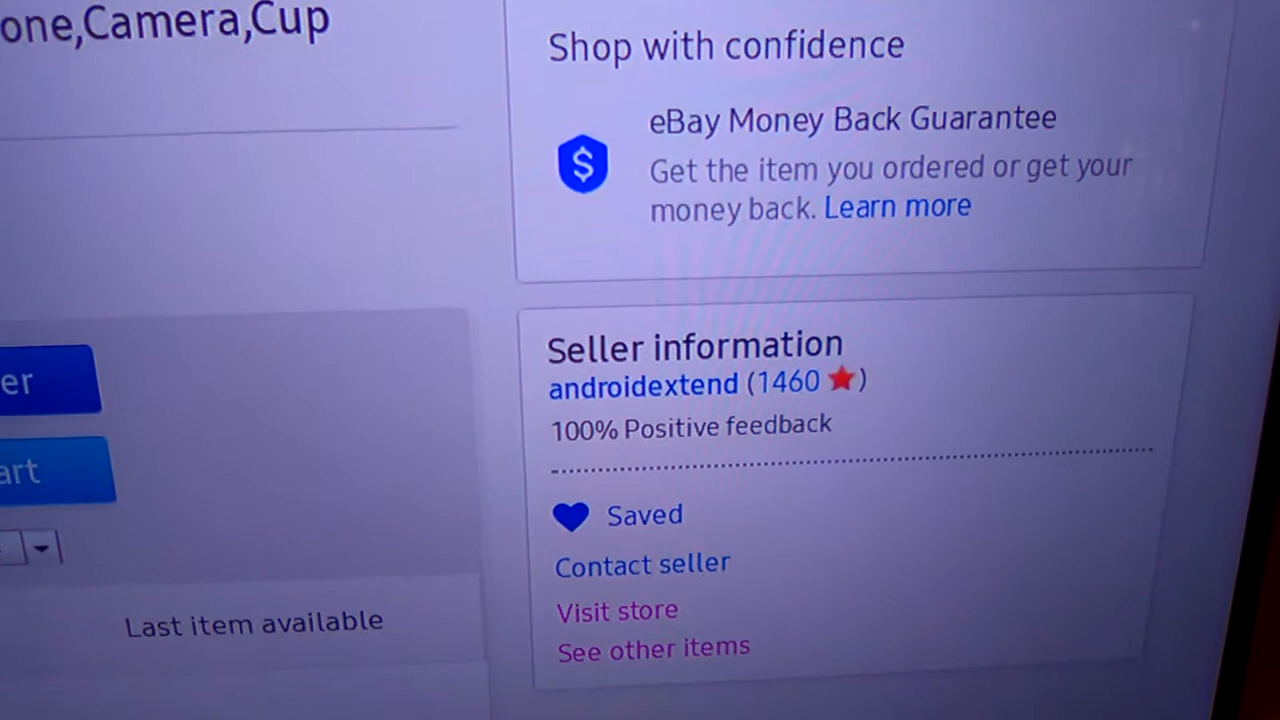 one,Camera,Cup
Shop with confidence
eBay Money Back Guarantee
$
Get the item you ordered or get your
money back. Learn more
Seller information
androidextend (1460 ★)
100% Positive feedback
er
art
Saved
Contact seller
Visit store
See other items
Last item available